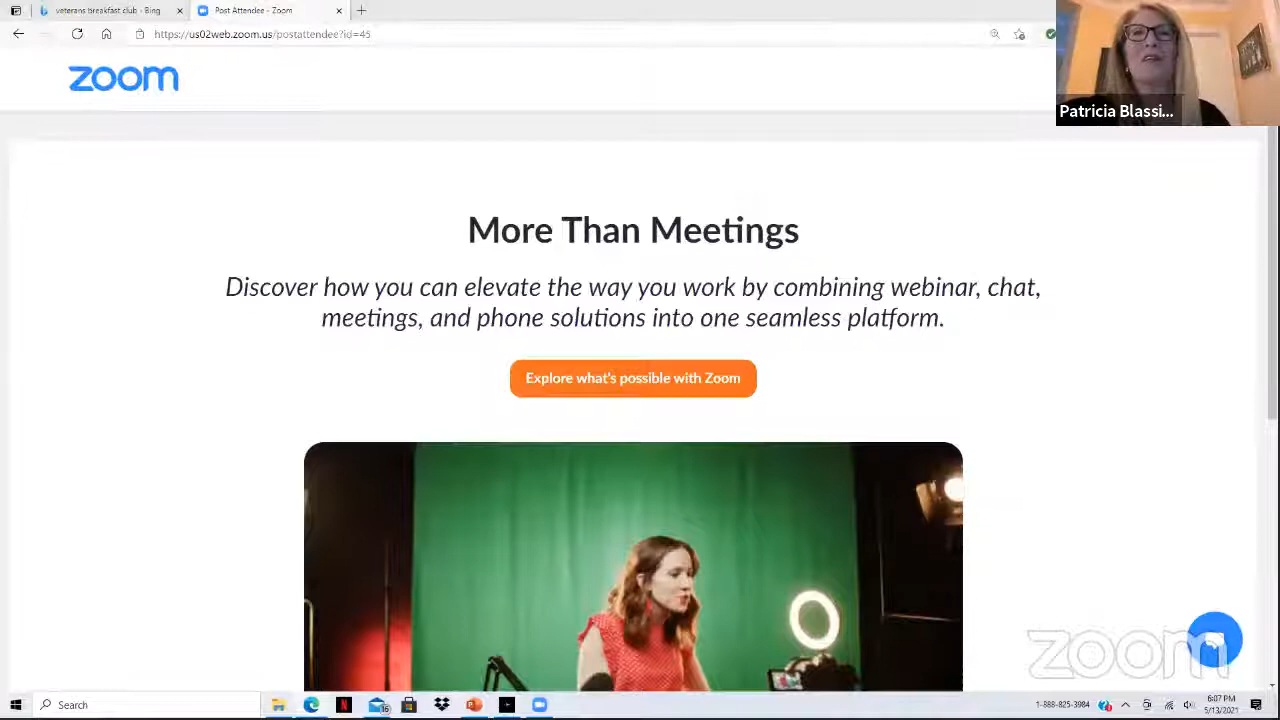 veterans breakfast club - Bing
Post Attendee - Zoom
https://us02web.zoom.us/postattendee?id=45
zoom
Patricia Blassi...
More Than Meetings
Discover how you can elevate the way you work by combining webinar, chat,
meetings, and phone solutions into one seamless platform.
Explore what's possible with Zoom
zoom
Search
15
1-888-825-3984
6:07 PM
5/13/2021